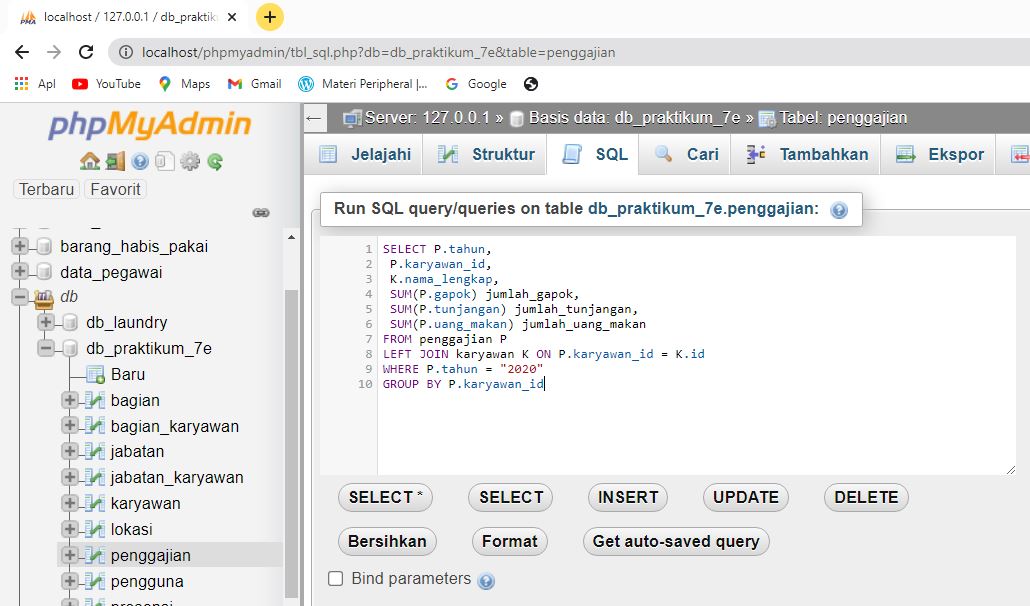 PMA
localhost / 127.0.0.1 / db_praktik
localhost/phpmyadmin/tbl_sql.php?db=db_praktikum_7e&table=penggajian
Apl YouTube Maps Gmail Materi Peripheral |... Google
phpMyAdmin
Terbaru Favorit
barang_habis_pakai
data_pegawai
db
db_laundry
db_praktikum_7e
Baru
bagian
bagian_karyawan
jabatan
jabatan_karyawan
karyawan
lokasi
penggajian
pengguna
Server: 127.0.0.1 » Basis data: db_praktikum_7e » Tabel: penggajian
Jelajahi Struktur SQL Cari Tambahkan Ekspor
Run SQL query/queries on table db_praktikum_7e.penggajian:
1 SELECT P.tahun,
2 P.karyawan_id,
3 K.nama_lengkap,
4 SUM(P.gapok) jumlah_gapok,
5 SUM(P.tunjangan) jumlah_tunjangan,
6 SUM(P.uang_makan) jumlah_uang_makan
7 FROM penggajian P
8 LEFT JOIN karyawan K ON P.karyawan_id = K.id
9 WHERE P.tahun = "2020"
10 GROUP BY P.karyawan_id
SELECT * SELECT INSERT UPDATE DELETE
Bersihkan Format Get auto-saved query
Bind parameters